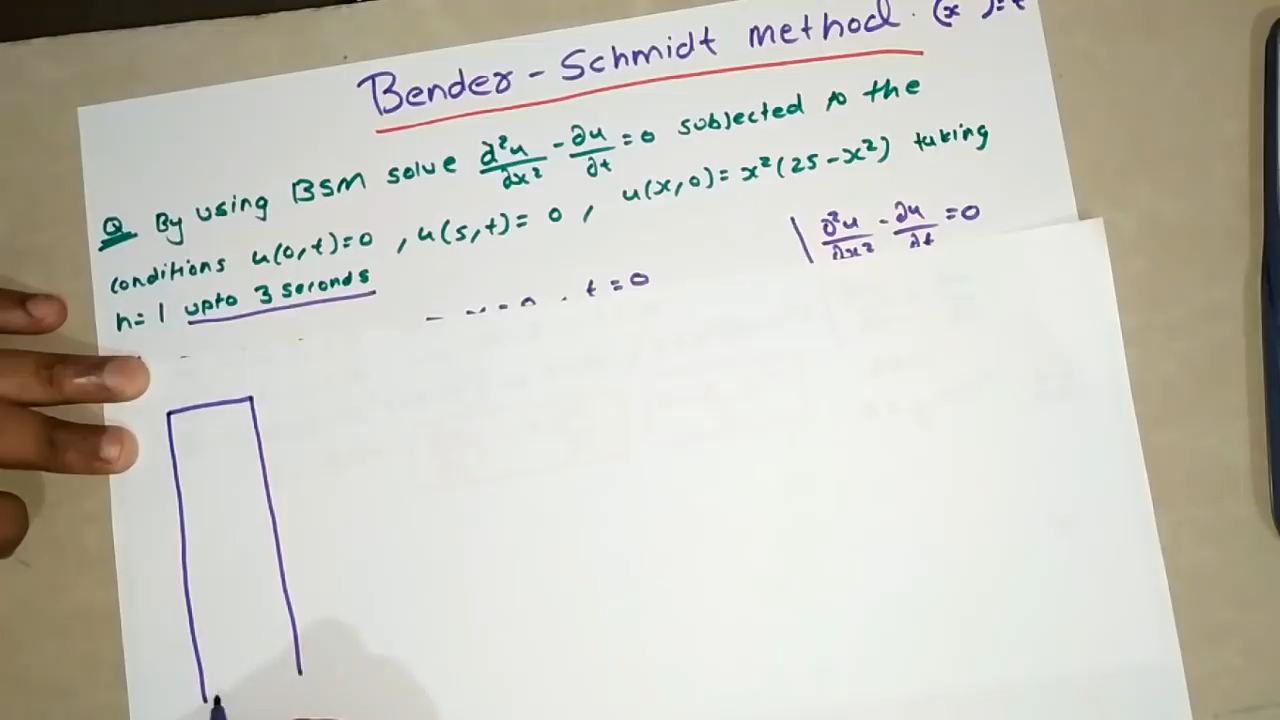 Bender - Schmidt method.
Q By using BSM solve ∂²u/∂x² - ∂u/∂t = 0 subjected to the
conditions u(0,t)=0 , u(5,t)= 0 , u(x,0)= x²(25-x²) taking
h=1 upto 3 seconds
∂²u/∂x² - ∂u/∂t =0
t=0